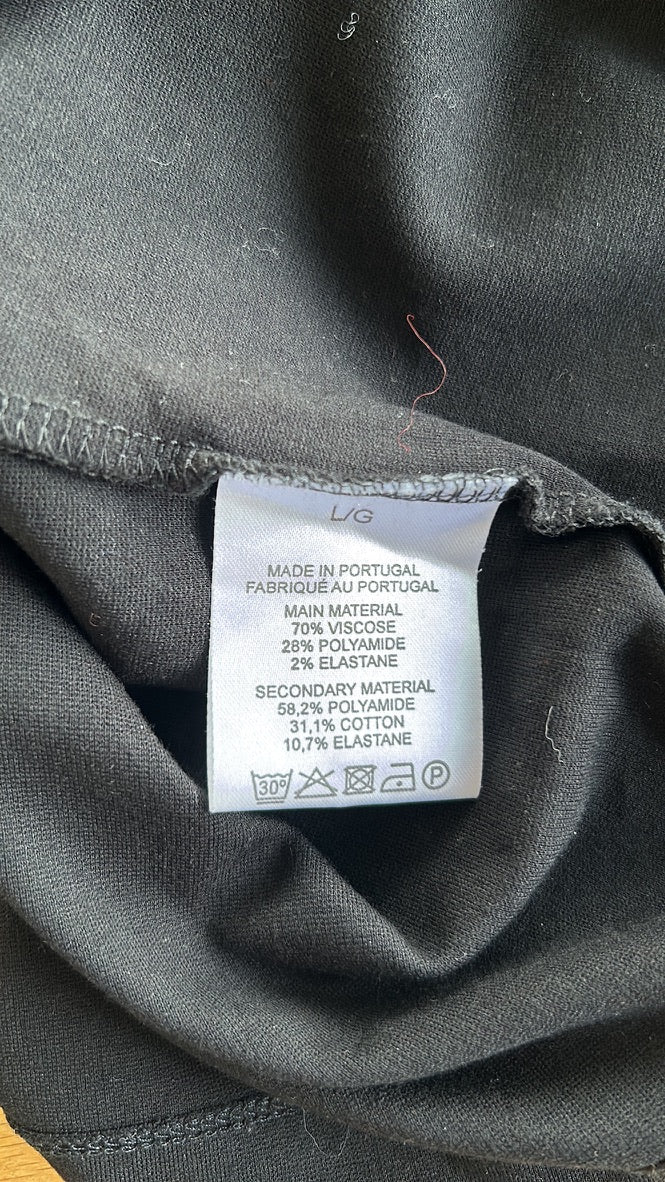 L/G
MADE IN PORTUGAL
FABRIQUÉ AU PORTUGAL
MAIN MATERIAL
70% VISCOSE
28% POLYAMIDE
2% ELASTANE
SECONDARY MATERIAL
58,2% POLYAMIDE
31,1% COTTON
10,7% ELASTANE
30° P